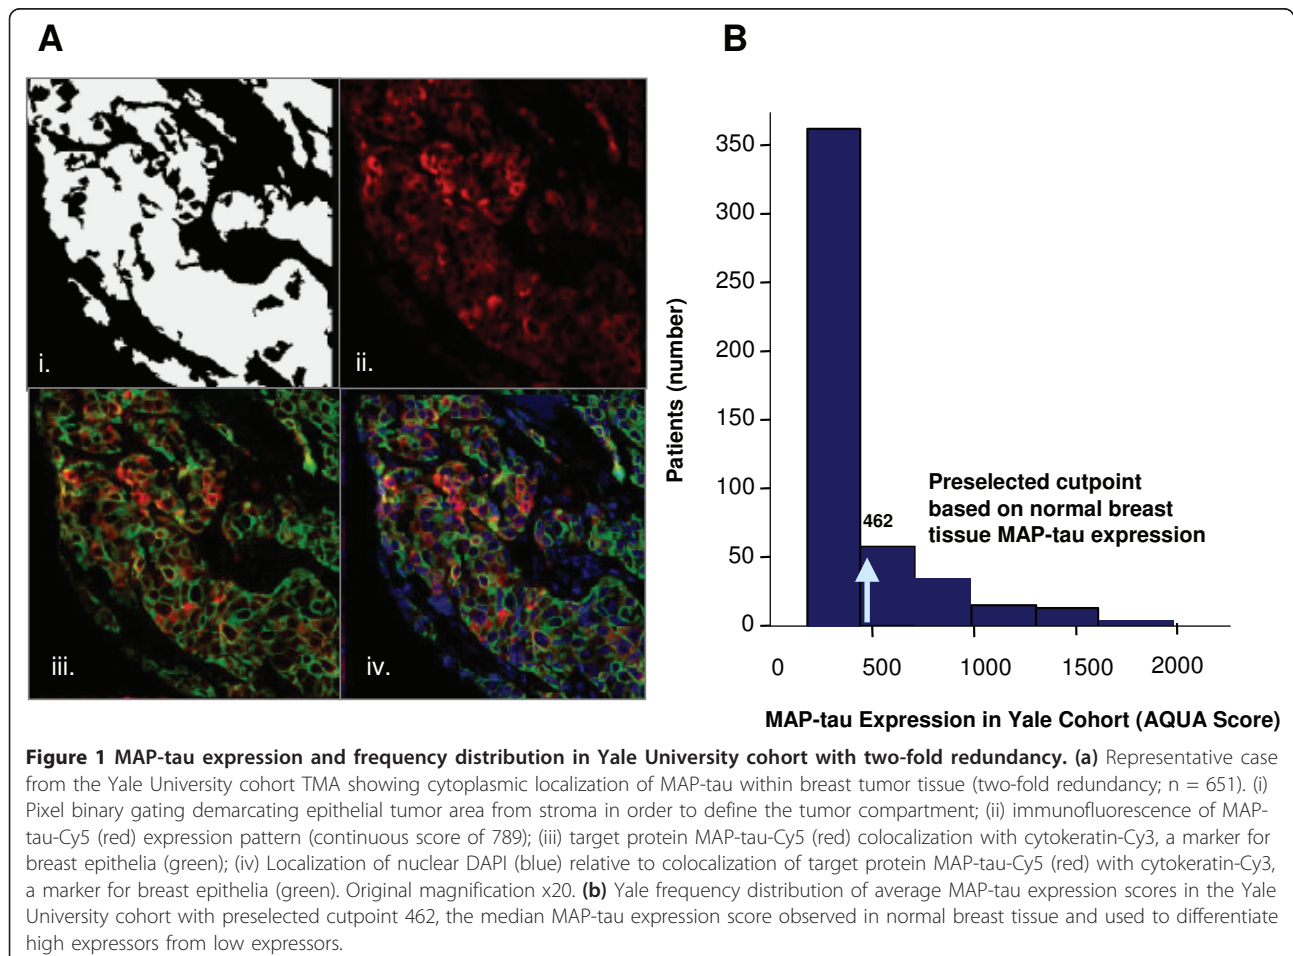 A
B
i.
ii.
iii.
iv.
Patients (number)
350
300
250
200
150
100
50
0
462
Preselected cutpoint
based on normal breast
tissue MAP-tau expression
0 500 1000 1500 2000
MAP-tau Expression in Yale Cohort (AQUA Score)
Figure 1 MAP-tau expression and frequency distribution in Yale University cohort with two-fold redundancy. (a) Representative case
from the Yale University cohort TMA showing cytoplasmic localization of MAP-tau within breast tumor tissue (two-fold redundancy; n = 651). (i)
Pixel binary gating demarcating epithelial tumor area from stroma in order to define the tumor compartment; (ii) immunofluorescence of MAP-
tau-Cy5 (red) expression pattern (continuous score of 789); (iii) target protein MAP-tau-Cy5 (red) colocalization with cytokeratin-Cy3, a marker for
breast epithelia (green); (iv) Localization of nuclear DAPI (blue) relative to colocalization of target protein MAP-tau-Cy5 (red) with cytokeratin-Cy3,
a marker for breast epithelia (green). Original magnification x20. (b) Yale frequency distribution of average MAP-tau expression scores in the Yale
University cohort with preselected cutpoint 462, the median MAP-tau expression score observed in normal breast tissue and used to differentiate
high expressors from low expressors.